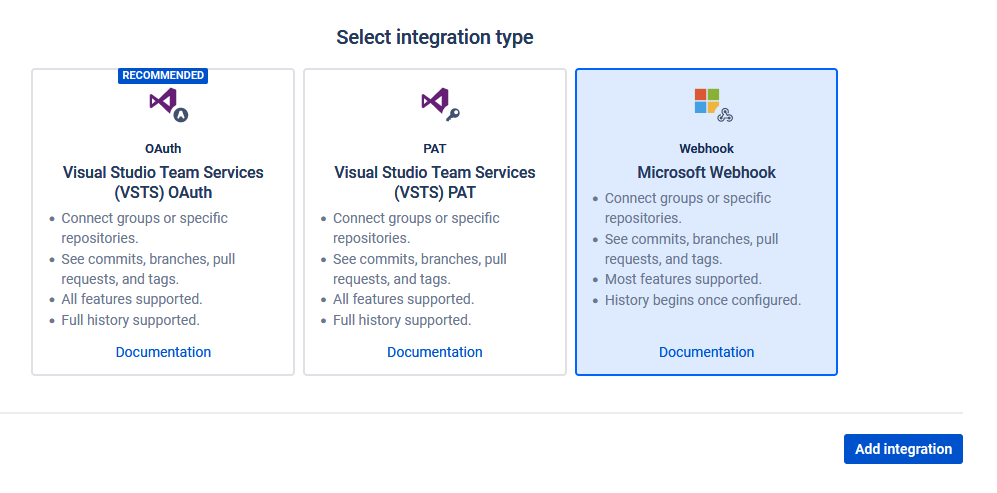 Select integration type
RECOMMENDED
OAuth
Visual Studio Team Services
(VSTS) OAuth
• Connect groups or specific
repositories.
• See commits, branches, pull
requests, and tags.
• All features supported.
• Full history supported.
Documentation
PAT
Visual Studio Team Services
(VSTS) PAT
• Connect groups or specific
repositories.
• See commits, branches, pull
requests, and tags.
• All features supported.
• Full history supported.
Documentation
Webhook
Microsoft Webhook
• Connect groups or specific
repositories.
• See commits, branches, pull
requests, and tags.
• Most features supported.
• History begins once configured.
Documentation
Add integration